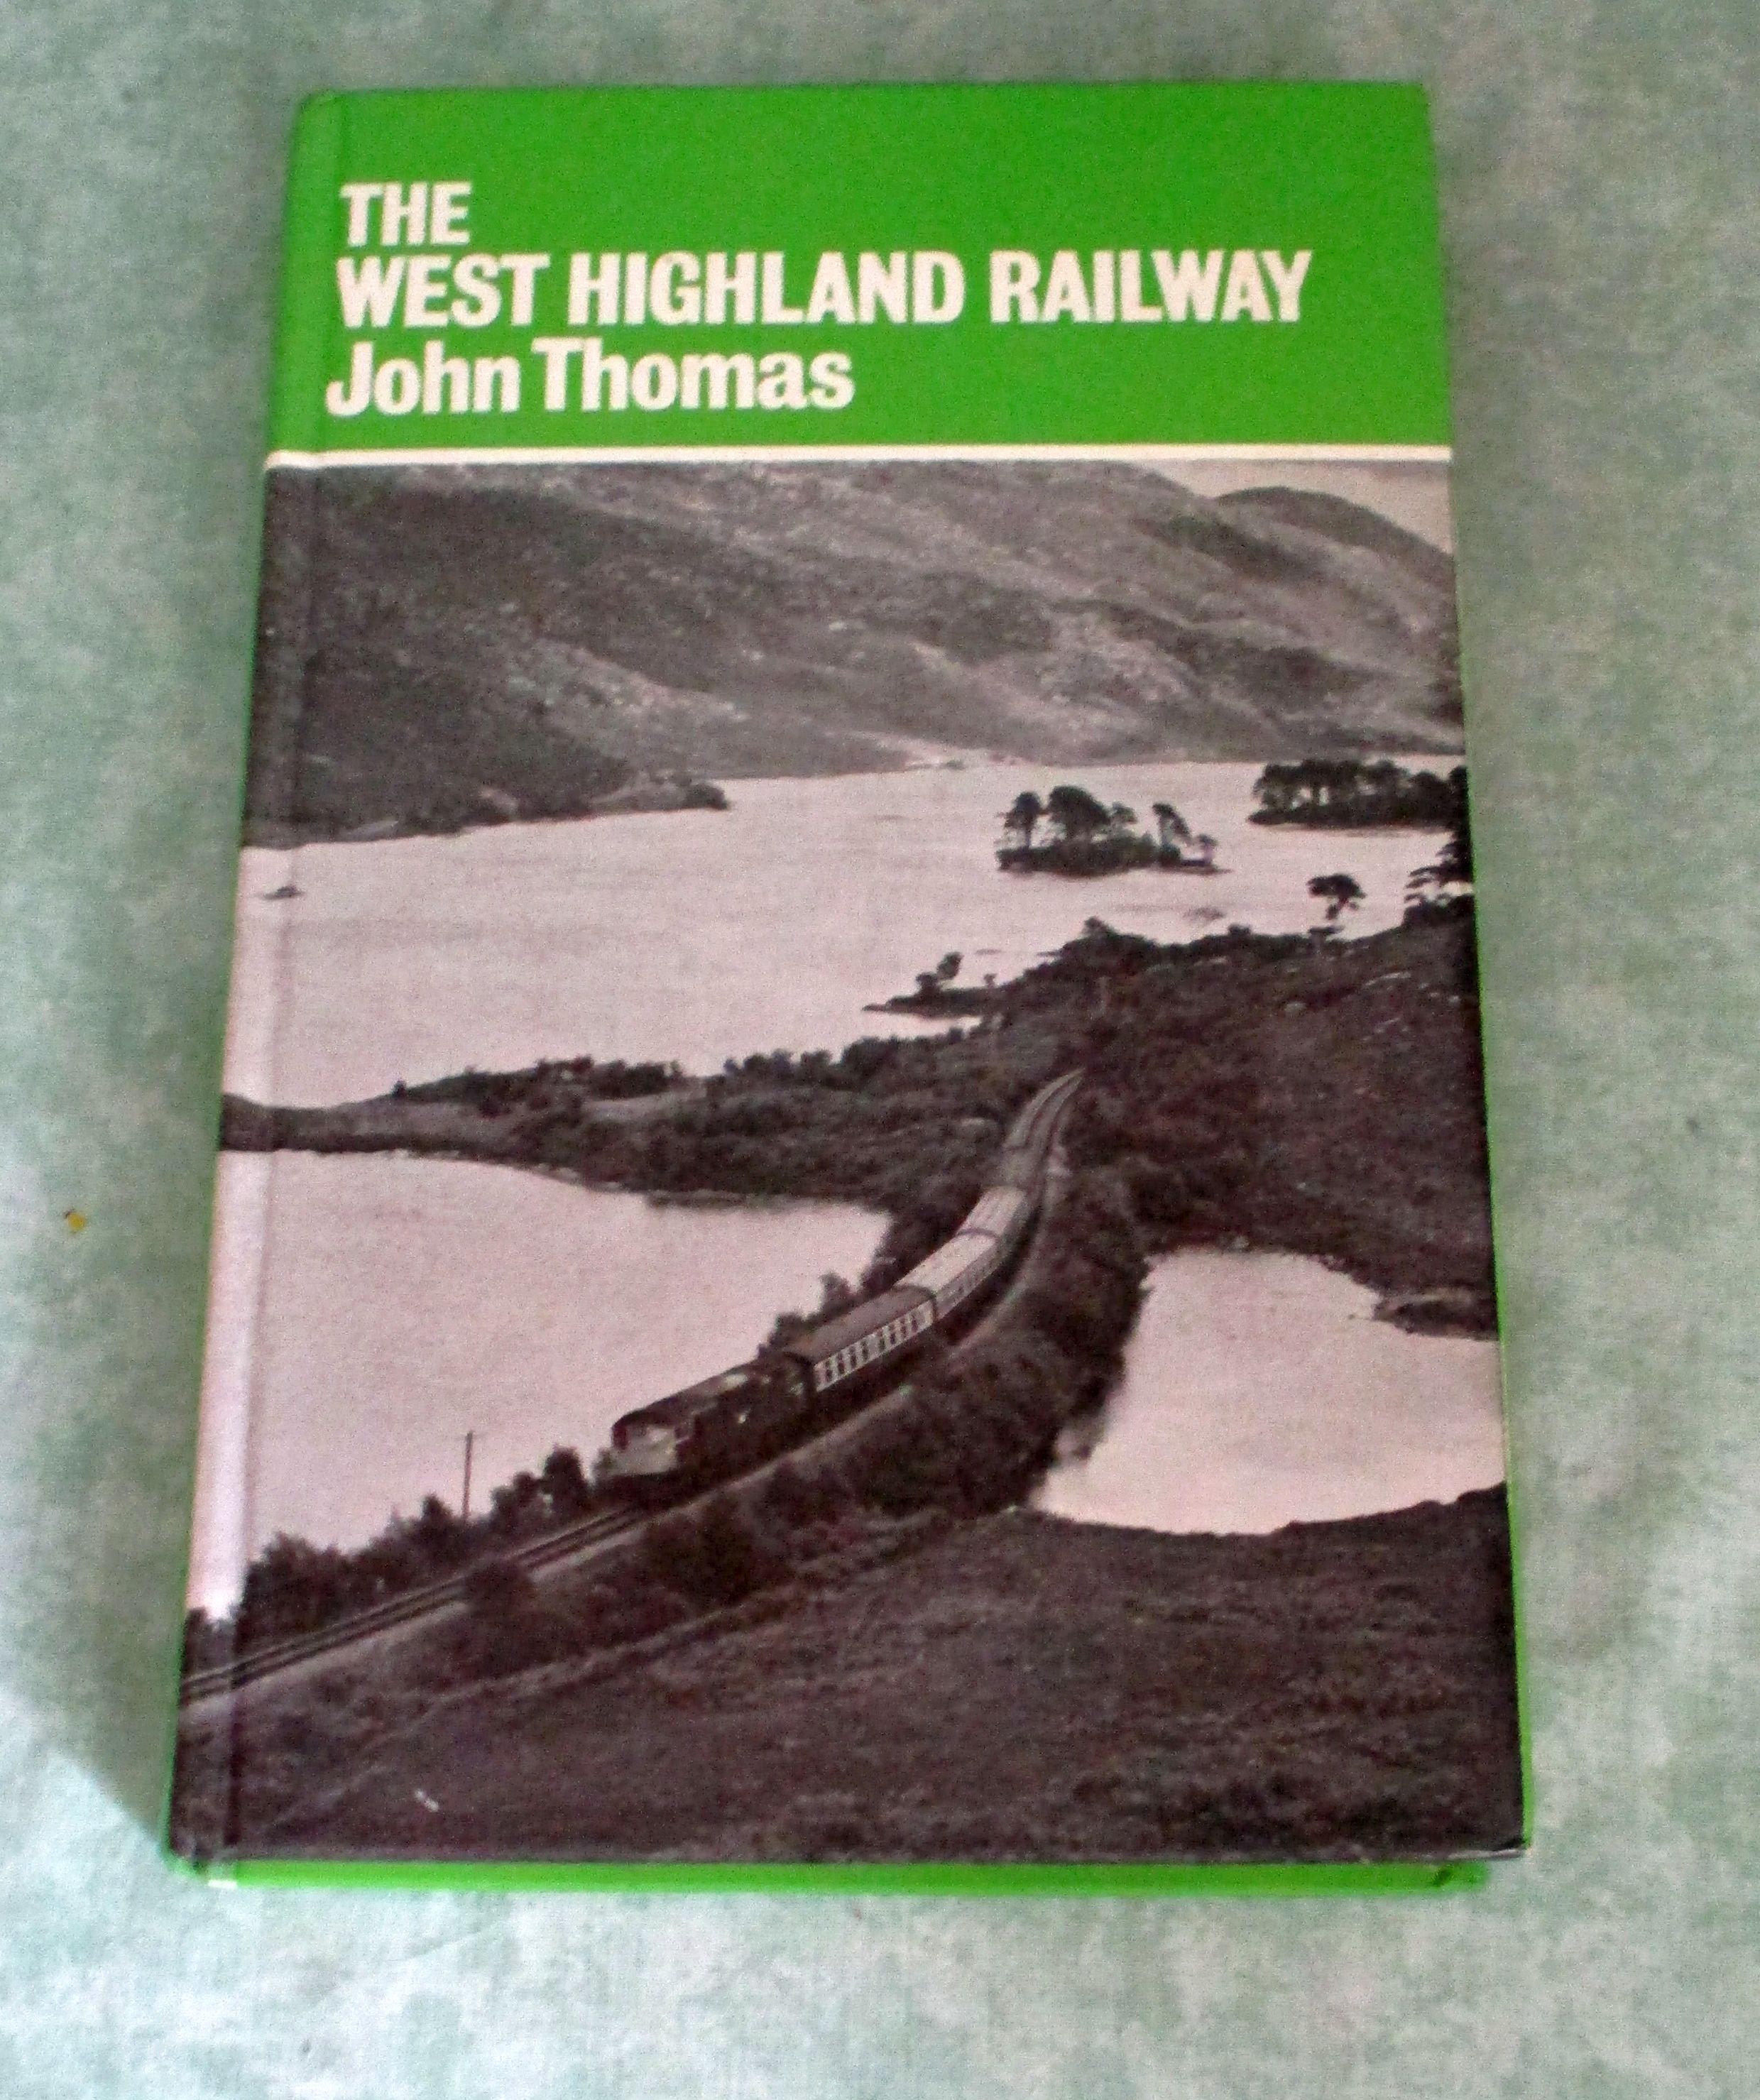 THE
WEST HIGHLAND RAILWAY
John Thomas